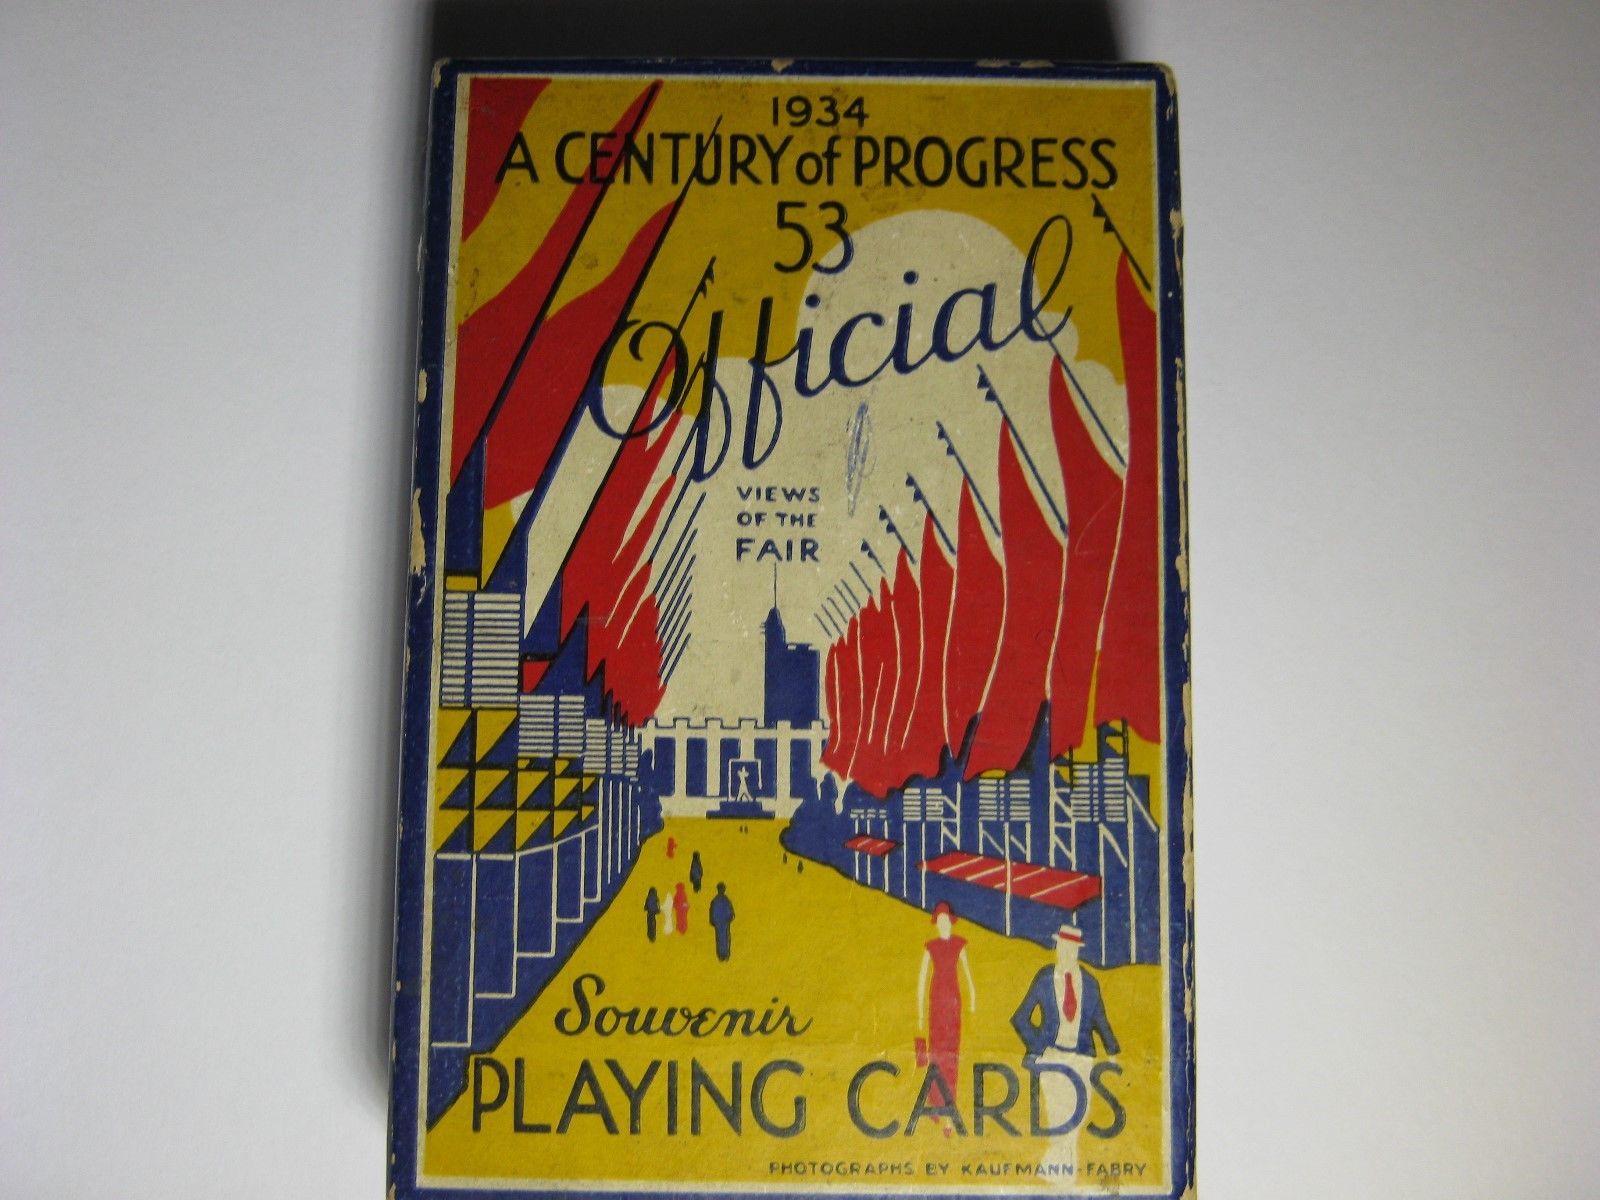 1934
A CENTURY of PROGRESS
53
Official
VIEWS
OF THE
FAIR
Souvenir
PLAYING CARDS
PHOTOGRAPHS BY KAUFMANN-FABRY